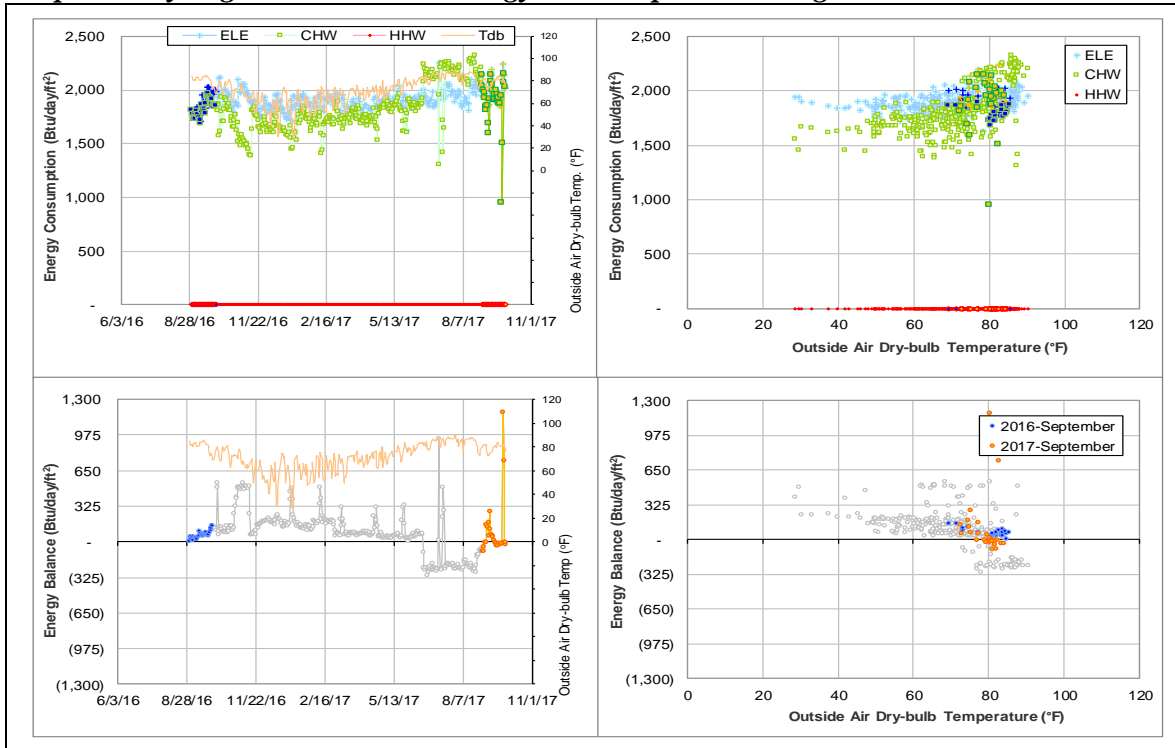 ELE CHW HHW Tdb
Energy Consumption (Btu/day/ft²)
2,500
2,000
1,500
1,000
500
-
120
100
80
60
40
20
0
Outside Air Dry-bulb Temp. (°F)
6/3/16 8/28/16 11/22/16 2/16/17 5/13/17 8/7/17 11/1/17
Energy Consumption (Btu/day/ft²)
2,500
2,000
1,500
1,000
500
-
ELE
CHW
HHW
0 20 40 60 80 100 120
Outside Air Dry-bulb Temperature (°F)
Energy Balance (Btu/day/ft²)
1,300
975
650
325
-
(325)
(650)
(975)
(1,300)
120
100
80
60
40
20
0
Outside Air Dry-bulb Temp (°F)
6/3/16 8/28/16 11/22/16 2/16/17 5/13/17 8/7/17 11/1/17
Energy Balance (Btu/day/ft²)
1,300
975
650
325
-
(325)
(650)
(975)
(1,300)
2016-September
2017-September
0 20 40 60 80 100 120
Outside Air Dry-bulb Temperature (°F)